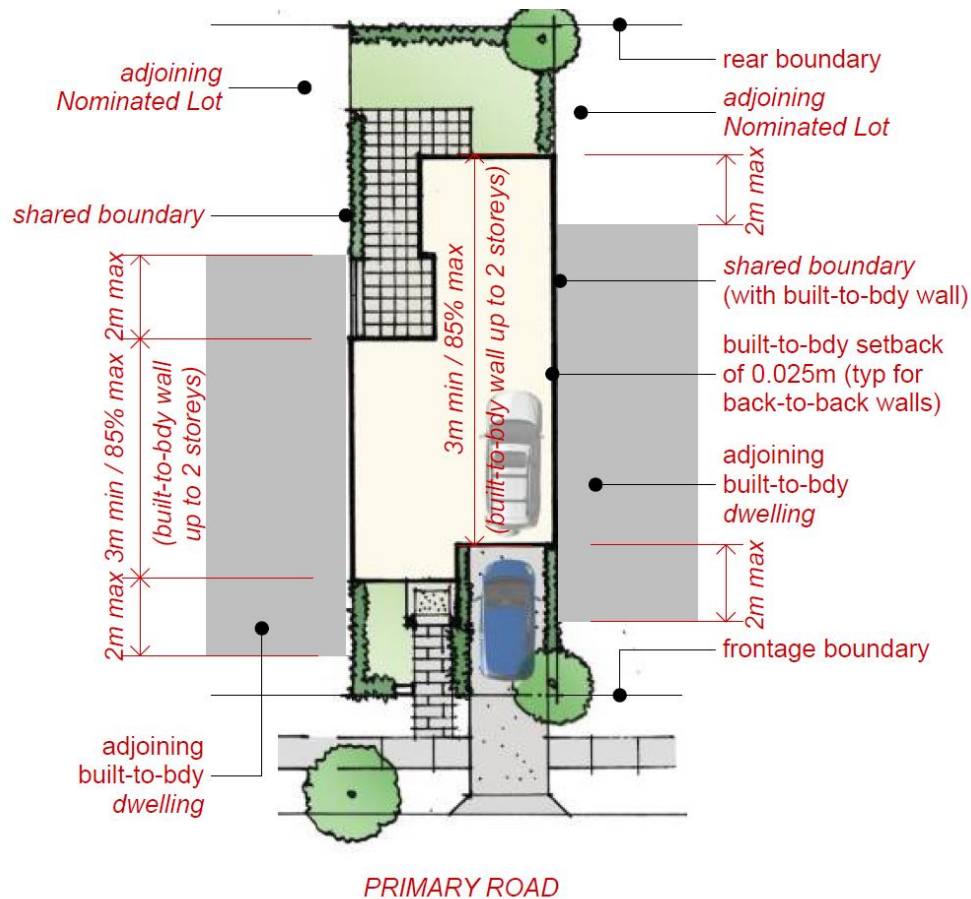 adjoining
Nominated Lot
rear boundary
adjoining
Nominated Lot
shared boundary
2m max
2m max
3m min / 85% max
(built-to-bdy wall
up to 2 storeys)
2m max
3m min / 85% max
(built-to-bdy wall up to 2 storeys)
shared boundary
(with built-to-bdy wall)
built-to-bdy setback
of 0.025m (typ for
back-to-back walls)
adjoining
built-to-bdy
dwelling
2m max
frontage boundary
adjoining
built-to-bdy
dwelling
PRIMARY ROAD